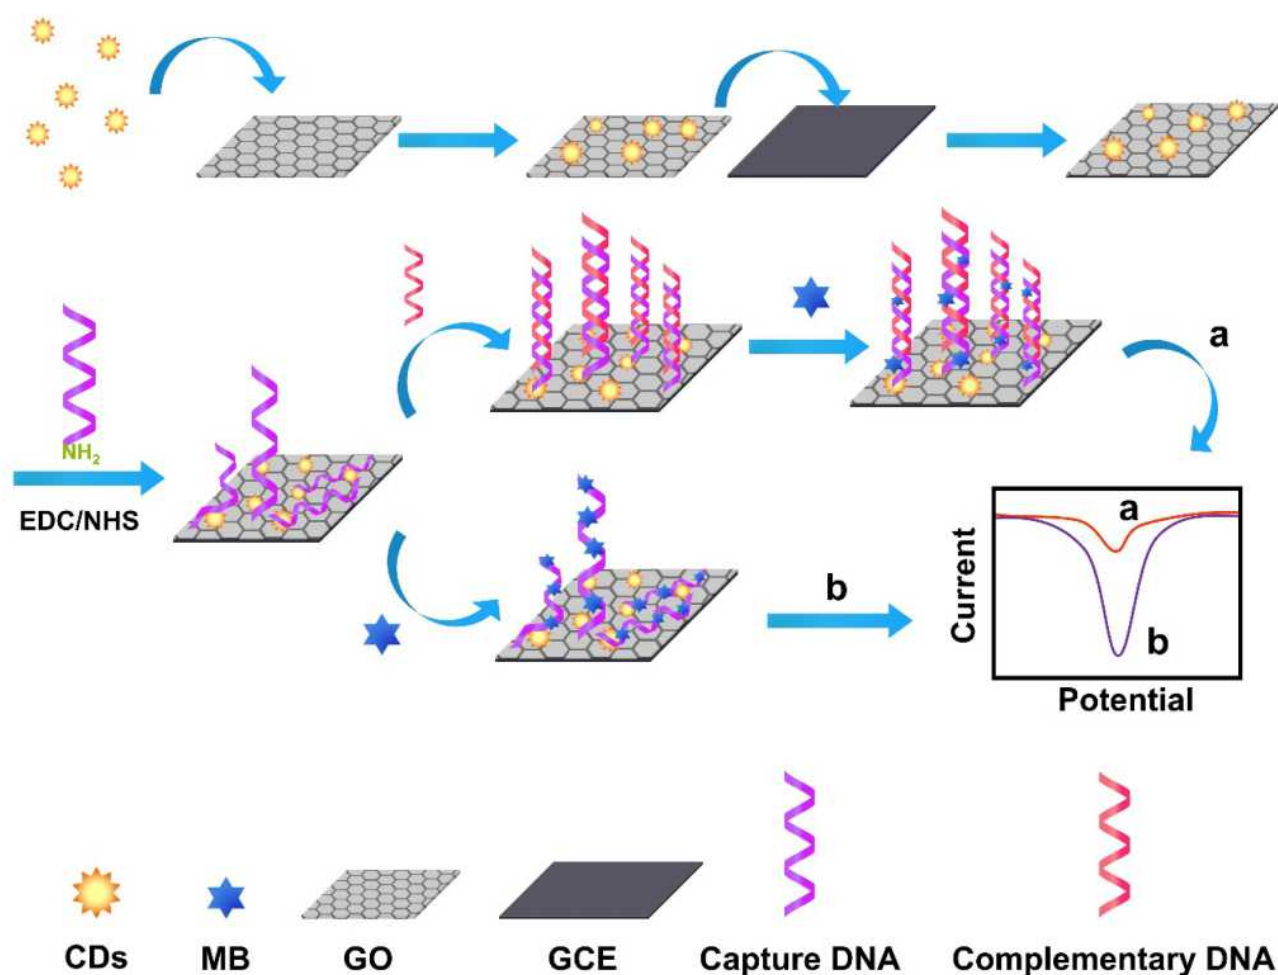 a
NH₂
EDC/NHS
b
a
b
Current
Potential
CDs
MB
GO
GCE
Capture DNA
Complementary DNA